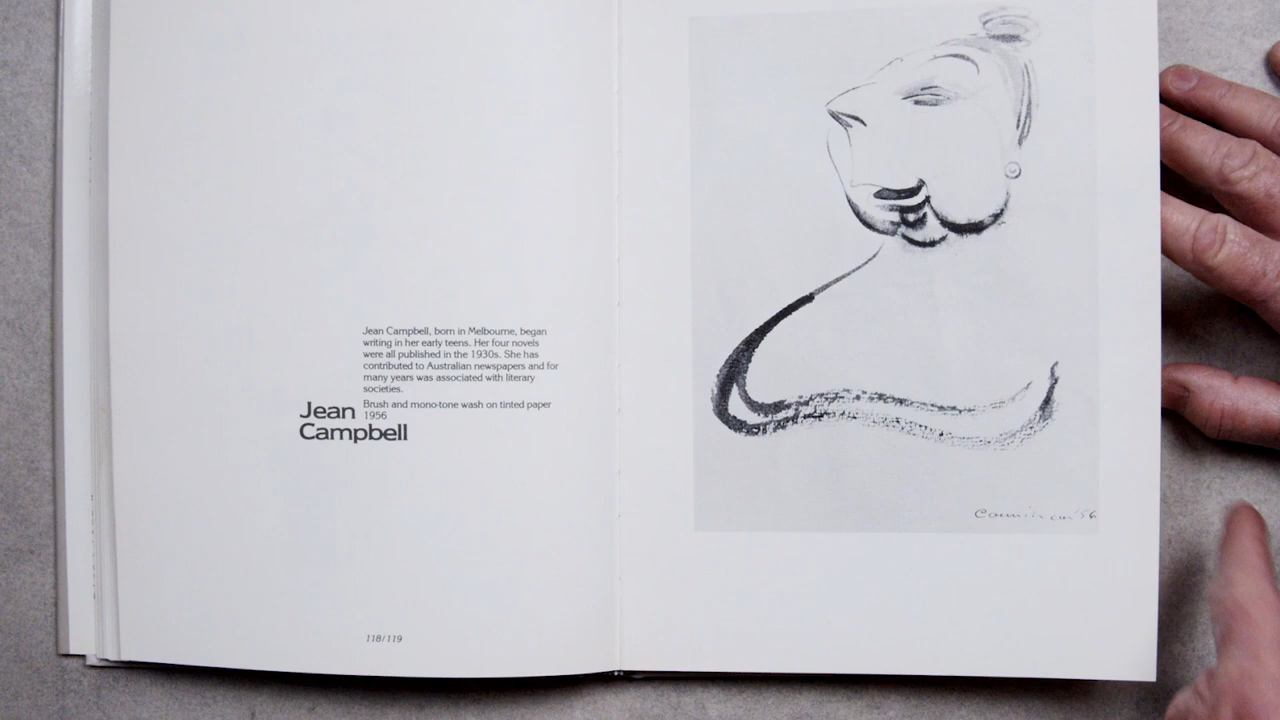 Jean Campbell, born in Melbourne, began
writing in her early teens. Her four novels
were all published in the 1930s. She has
contributed to Australian newspapers and for
many years was associated with literary
societies.
Brush and mono-tone wash on tinted paper
1956
Jean
Campbell
118/119
'56